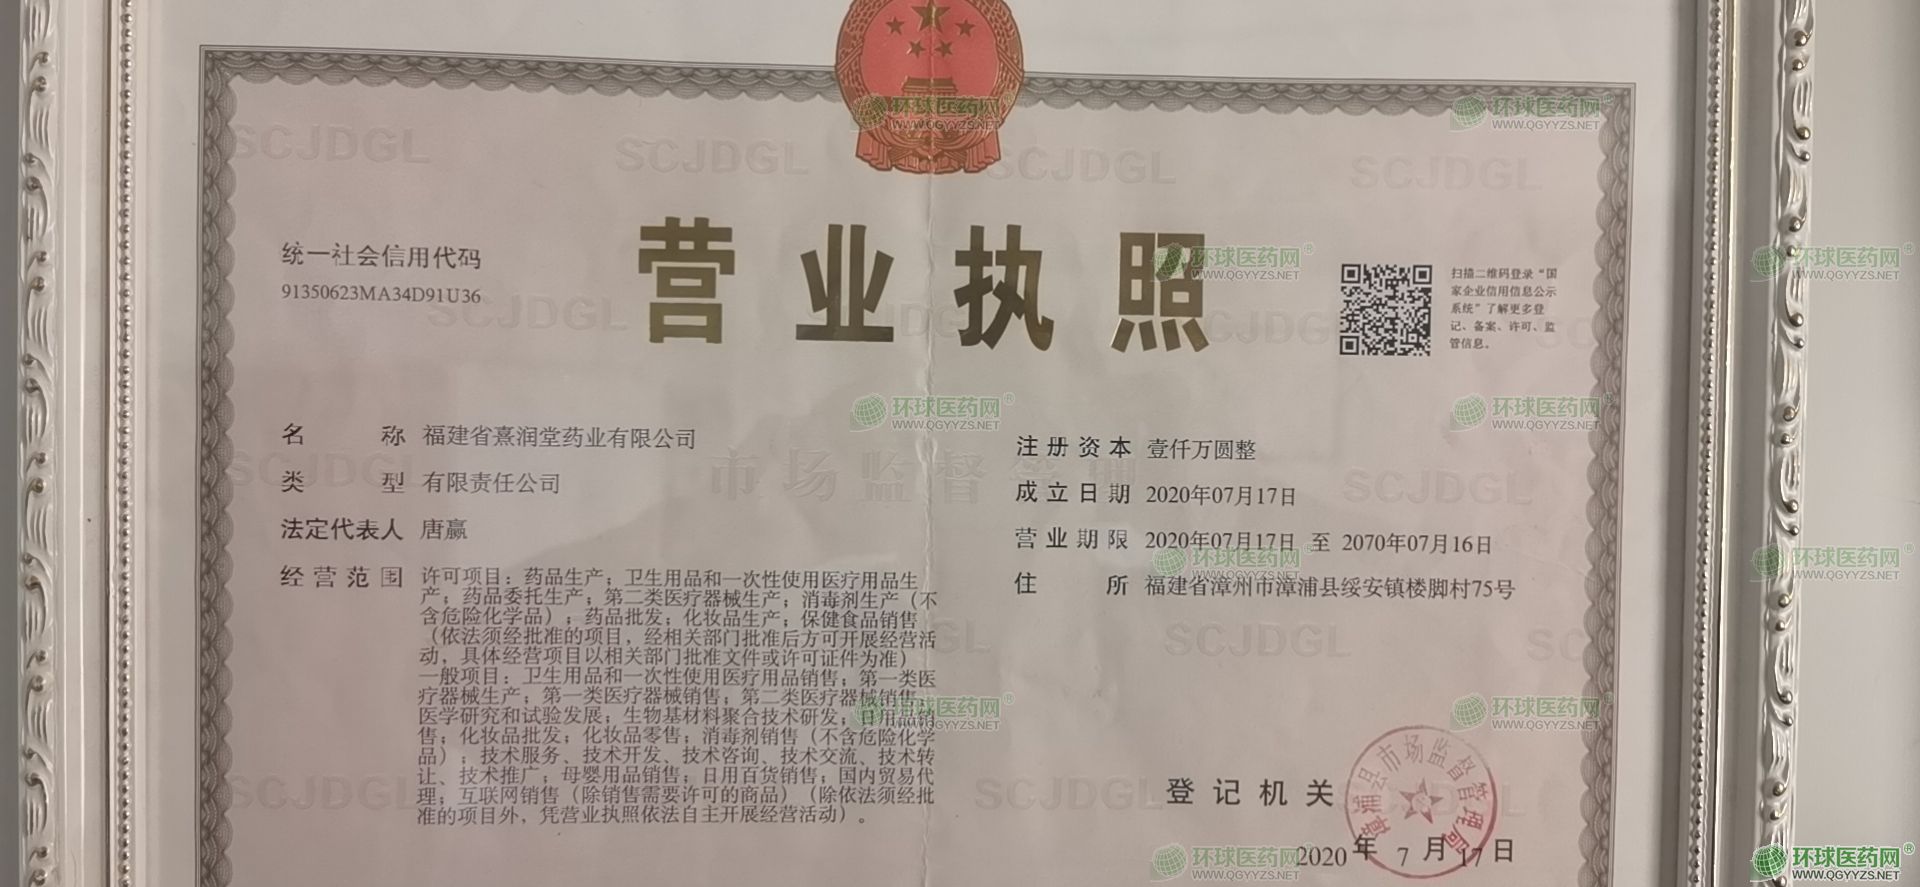 营业执照
统一社会信用代码
91350623MA34D91U36
扫描二维码登录“国
家企业信用信息公示
系统”了解更多登
记、备案、许可、监
管信息。
名称 福建省熹润堂药业有限公司
类型 有限责任公司
法定代表人 唐赢
经营范围 许可项目：药品生产；卫生用品和一次性使用医疗用品生
产；药品委托生产；第二类医疗器械生产；消毒剂生产（不
含危险化学品）；药品批发；化妆品生产；保健食品销售
（依法须经批准的项目，经相关部门批准后方可开展经营活
动，具体经营项目以相关部门批准文件或许可证件为准）
一般项目：卫生用品和一次性使用医疗用品销售；第一类医
疗器械生产；第一类医疗器械销售；第二类医疗器械销售；
医学研究和试验发展；生物基材料聚合技术研发；日用品销
售；化妆品批发；化妆品零售；消毒剂销售（不含危险化学
品）；技术服务、技术开发、技术咨询、技术交流、技术转
让、技术推广；母婴用品销售；日用百货销售；国内贸易代
理；互联网销售（除销售需要许可的商品）（除依法须经批
准的项目外，凭营业执照依法自主开展经营活动）。
注册资本 壹仟万圆整
成立日期 2020年07月17日
营业期限 2020年07月17日 至 2070年07月16日
住所 福建省漳州市漳浦县绥安镇楼脚村75号
登记机关
漳浦县市场监督管理局
2020年7月17日
SCJDGL
市场监督管理
环球医药网®
WWW.QGYYZS.NET